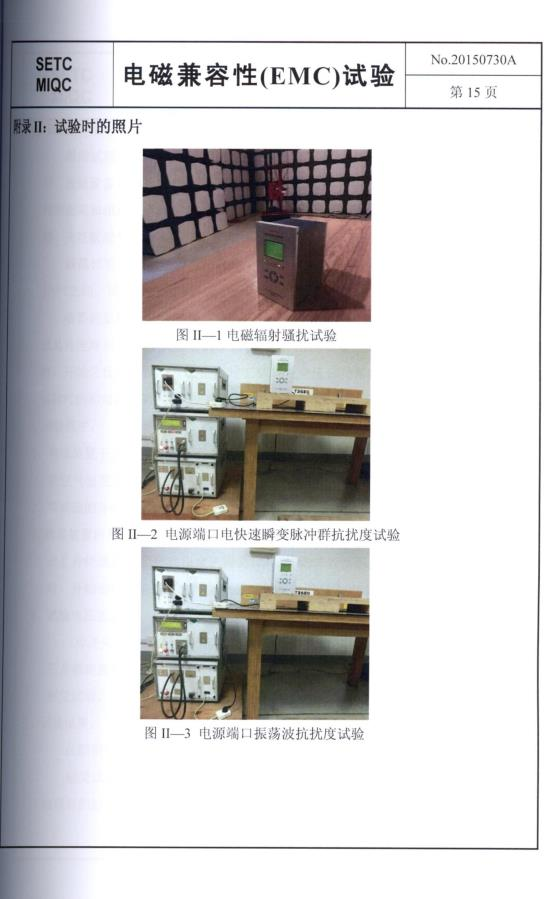 SETC
MIQC
电磁兼容性(EMC)试验
No.20150730A
第 15 页
附录 II：试验时的照片
图 II—1 电磁辐射骚扰试验
图 II—2 电源端口电快速瞬变脉冲群抗扰度试验
图 II—3 电源端口振荡波抗扰度试验